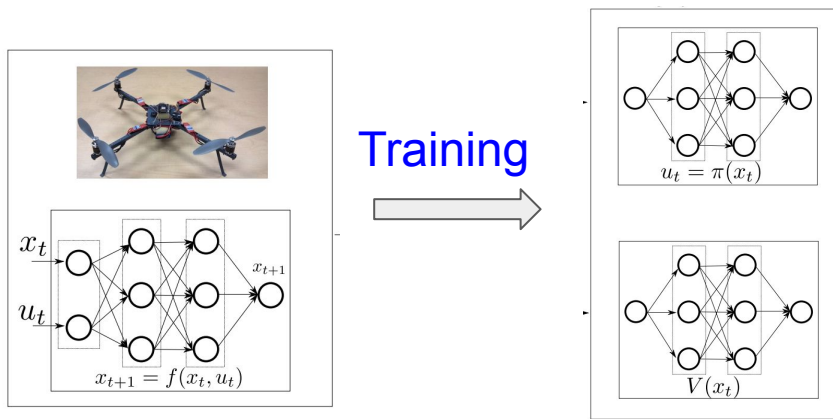 Training
x_t
u_t
x_{t+1}
x_{t+1} = f(x_t, u_t)
u_t = π(x_t)
V(x_t)